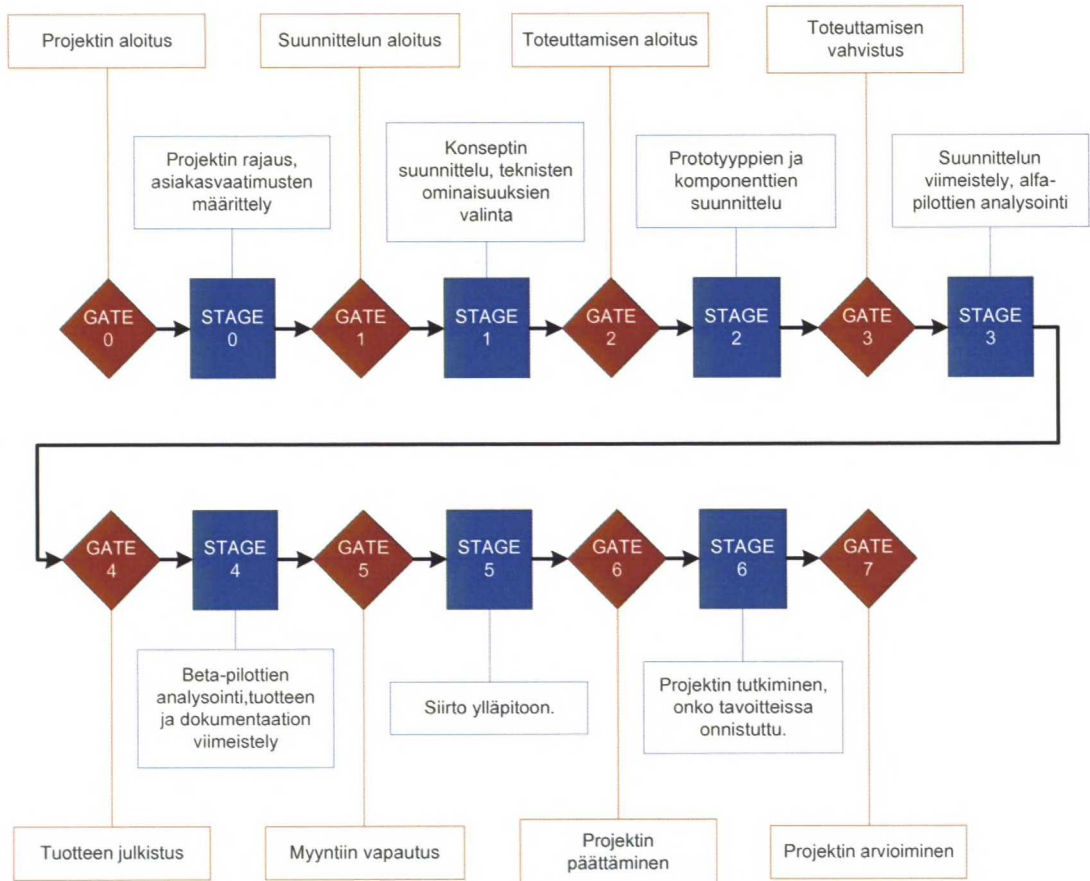 Projektin aloitus
Suunnittelun aloitus
Toteuttamisen aloitus
Toteuttamisen
vahvistus
Projektin rajaus,
asiakasvaatimusten
määrittely
Konseptin
suunnittelu, teknisten
ominaisuuksien
valinta
Prototyyppien ja
komponenttien
suunnittelu
Suunnittelun
viimeistely, alfa-
pilottien analysointi
GATE
0
STAGE
0
GATE
1
STAGE
1
GATE
2
STAGE
2
GATE
3
STAGE
3
GATE
4
STAGE
4
GATE
5
STAGE
5
GATE
6
STAGE
6
GATE
7
Beta-pilottien
analysointi,tuotteen
ja dokumentaation
viimeistely
Siirto ylläpitoon.
Projektin tutkiminen,
onko tavoitteissa
onnistuttu.
Tuotteen julkistus
Myyntiin vapautus
Projektin
päättäminen
Projektin arvioiminen